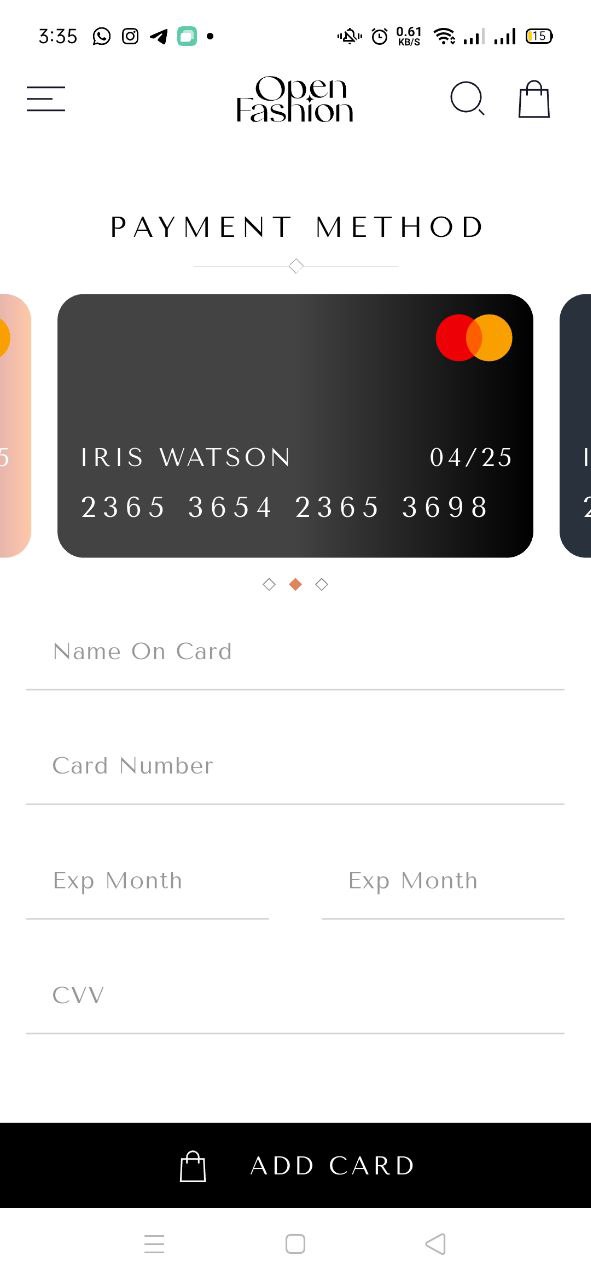 3:35 0.61 KB/S 15
Open
Fashion
PAYMENT METHOD
IRIS WATSON 04/25
2365 3654 2365 3698
5
I
2
Name On Card
Card Number
Exp Month Exp Month
CVV
ADD CARD